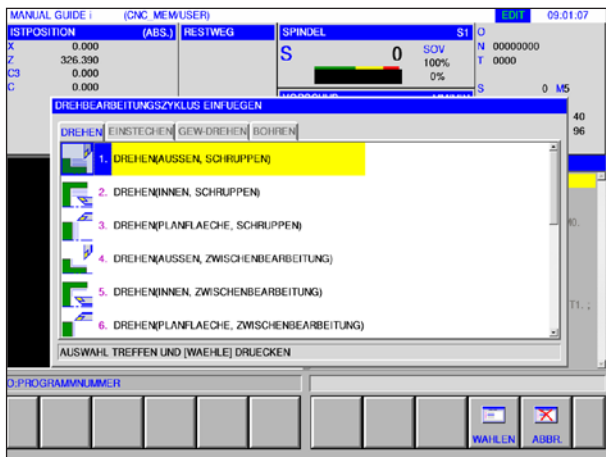 MANUAL GUIDE i (CNC_MEM/USER) EDIT 09.01.07
ISTPOSITION (ABS.) RESTWEG SPINDEL S1 O
X 0.000 S 0 SOV N 00000000
Z 326.390 100% T 0000
C3 0.000 0%
C 0.000 S 0 M5
DREHBEARBEITUNGSZYKLUS EINFUEGEN
40
DREHEN EINSTECHEN GEW-DREHEN BOHREN
96
1. DREHEN(AUSSEN, SCHRUPPEN)
2. DREHEN(INNEN, SCHRUPPEN)
3. DREHEN(PLANFLAECHE, SCHRUPPEN)
M0.
4. DREHEN(AUSSEN, ZWISCHENBEARBEITUNG)
5. DREHEN(INNEN, ZWISCHENBEARBEITUNG)
T1. ;
6. DREHEN(PLANFLAECHE, ZWISCHENBEARBEITUNG)
AUSWAHL TREFFEN UND [WAEHLE] DRUECKEN
O:PROGRAMMNUMMER
WAHLEN ABBR.